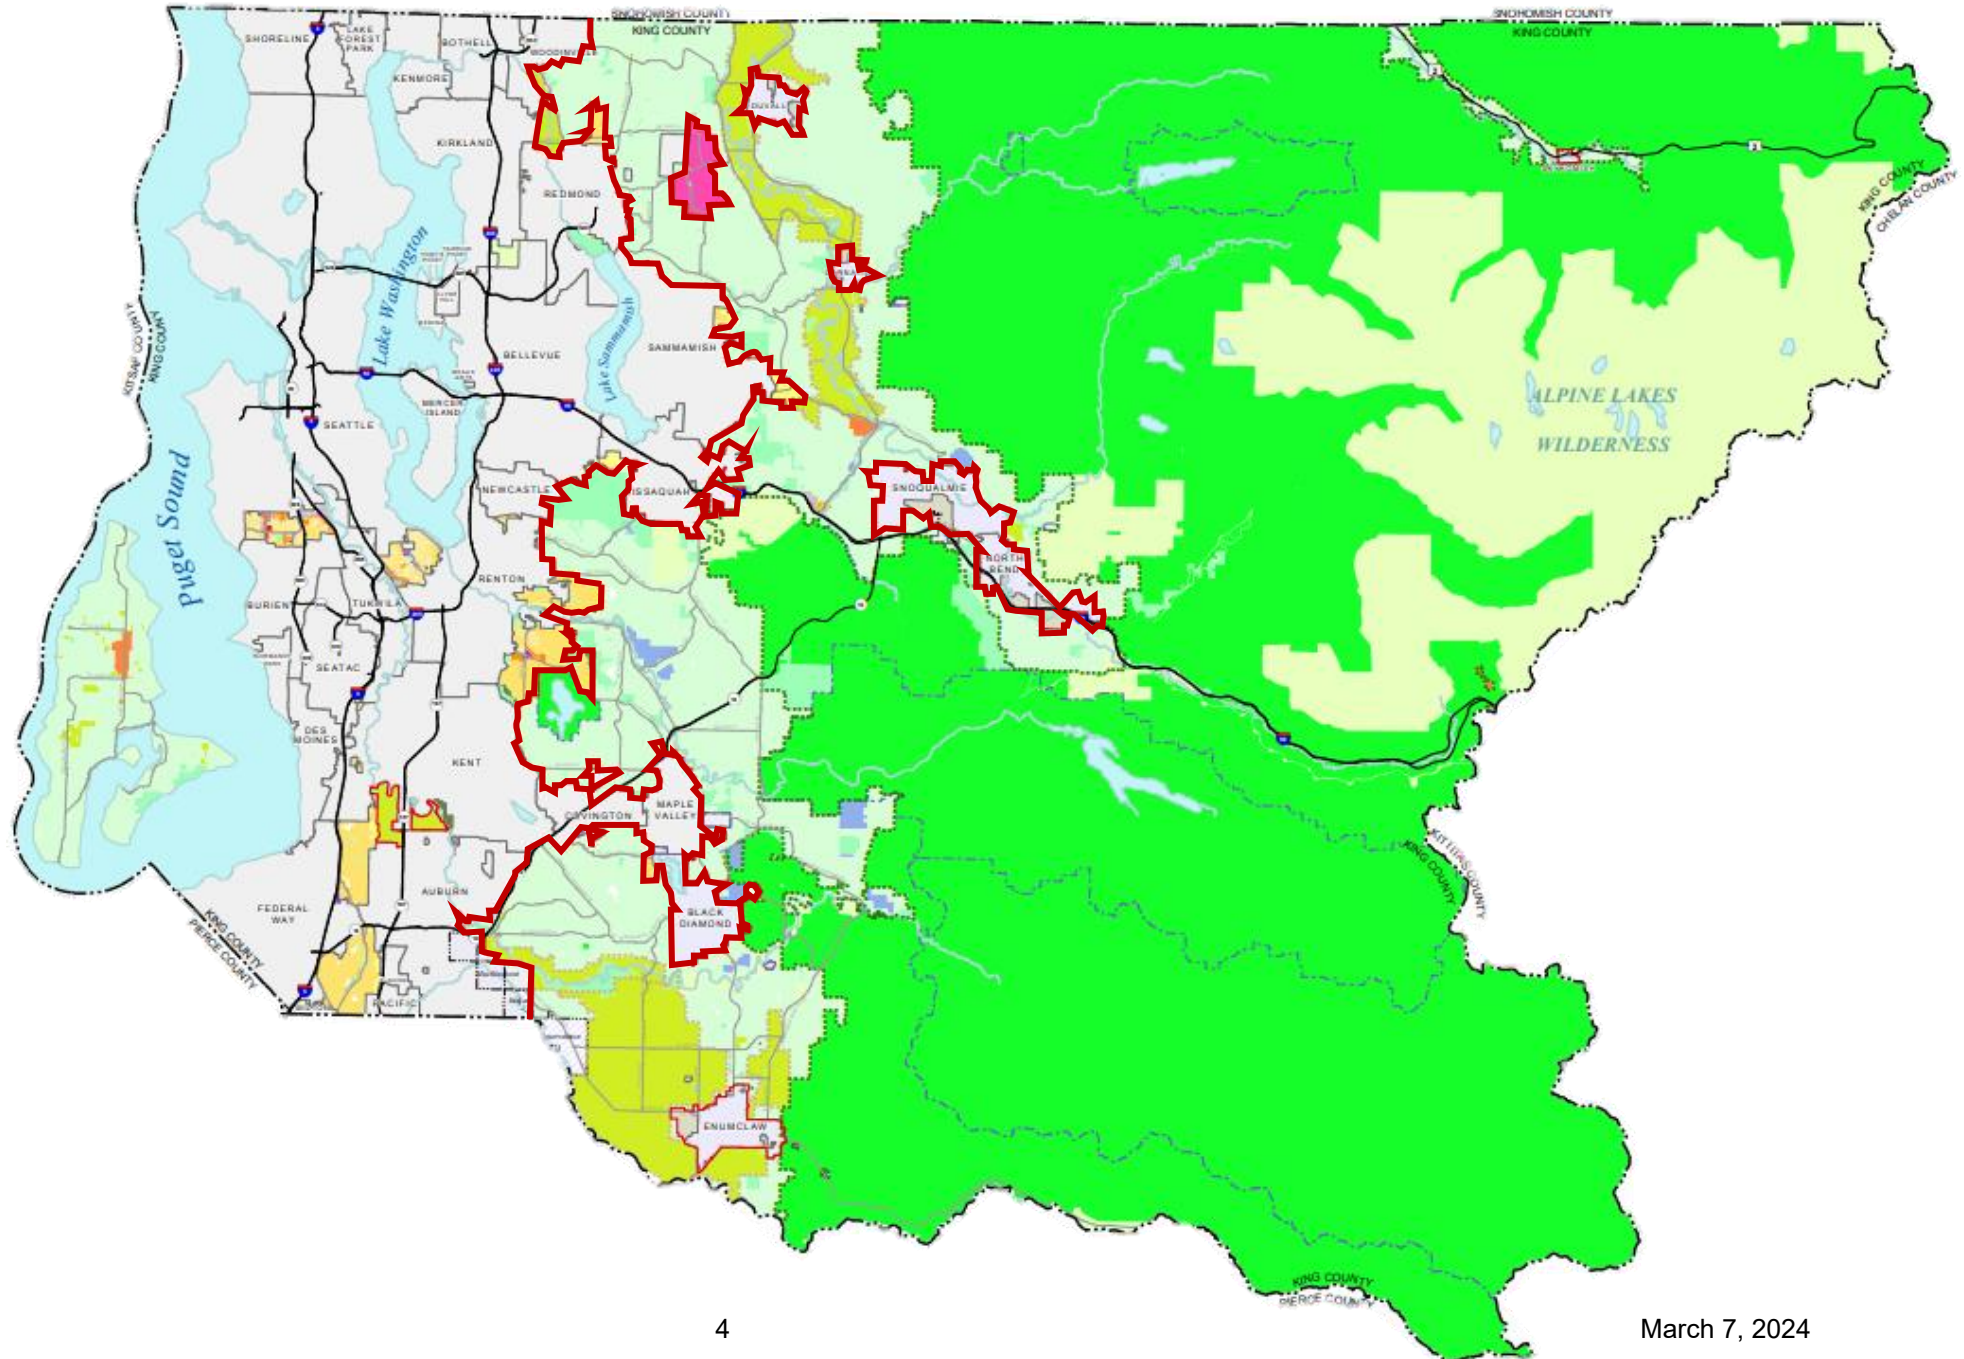 SNOHOMISH COUNTY
KING COUNTY
SNOHOMISH COUNTY
KING COUNTY
SHORELINE
LAKE
FOREST
PARK
BOTHELL
WOODINVILLE
KENMORE
DUVALL
KIRKLAND
REDMOND
KING COUNTY
CHELAN COUNTY
Lake Washington
Lake Sammamish
KITSAP COUNTY
KING COUNTY
BELLEVUE
SAMMAMISH
MERCER
ISLAND
SEATTLE
ALPINE LAKES
WILDERNESS
Puget Sound
NEWCASTLE
ISSAQUAH
SNOQUALMIE
NORTH
BEND
RENTON
BURIEN
TUKWILA
SEATAC
DES
MOINES
KENT
COVINGTON
MAPLE
VALLEY
KITTITAS COUNTY
KING COUNTY
AUBURN
FEDERAL
WAY
BLACK
DIAMOND
KING COUNTY
PIERCE COUNTY
PACIFIC
ENUMCLAW
KING COUNTY
PIERCE COUNTY
4
March 7, 2024